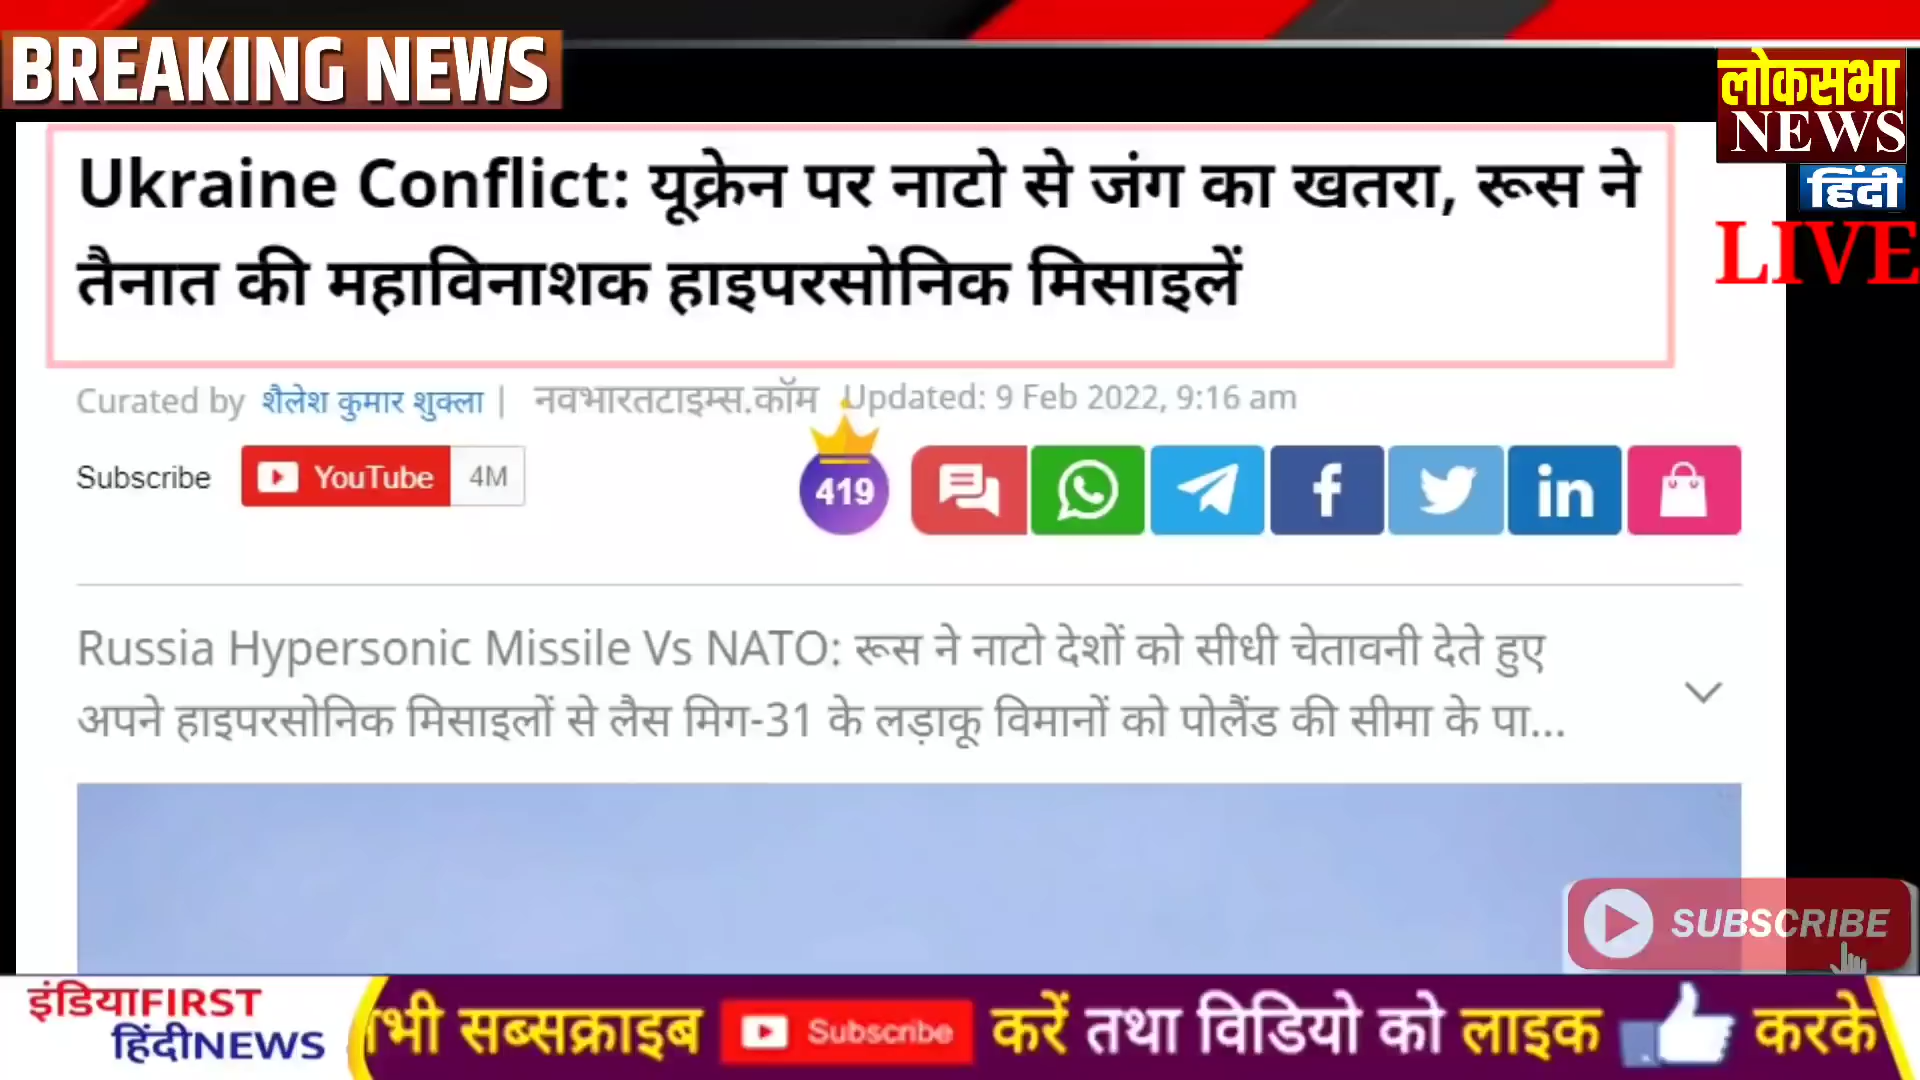 BREAKING NEWS
लोकसभा
NEWS
हिंदी
LIVE
Ukraine Conflict: यूक्रेन पर नाटो से जंग का खतरा, रूस ने
तैनात की महाविनाशक हाइपरसोनिक मिसाइलें
Curated by शैलेश कुमार शुक्ला | नवभारतटाइम्स.कॉम Updated: 9 Feb 2022, 9:16 am
Subscribe YouTube 4M 419
Russia Hypersonic Missile Vs NATO: रूस ने नाटो देशों को सीधी चेतावनी देते हुए
अपने हाइपरसोनिक मिसाइलों से लैस मिग-31 के लड़ाकू विमानों को पोलैंड की सीमा के पा...
SUBSCRIBE
इंडियाFIRST
हिंदीNEWS
भी सब्सक्राइब Subscribe करें तथा विडियो को लाइक करके